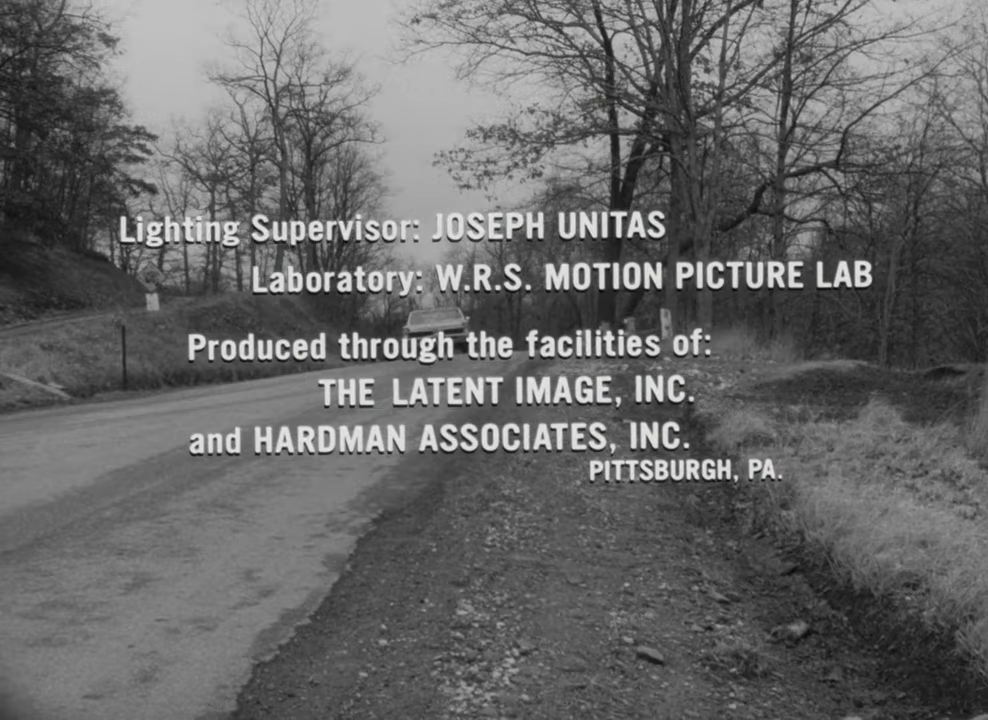 Lighting Supervisor: JOSEPH UNITAS
Laboratory: W.R.S. MOTION PICTURE LAB
Produced through the facilities of:
THE LATENT IMAGE, INC.
and HARDMAN ASSOCIATES, INC.
PITTSBURGH, PA.